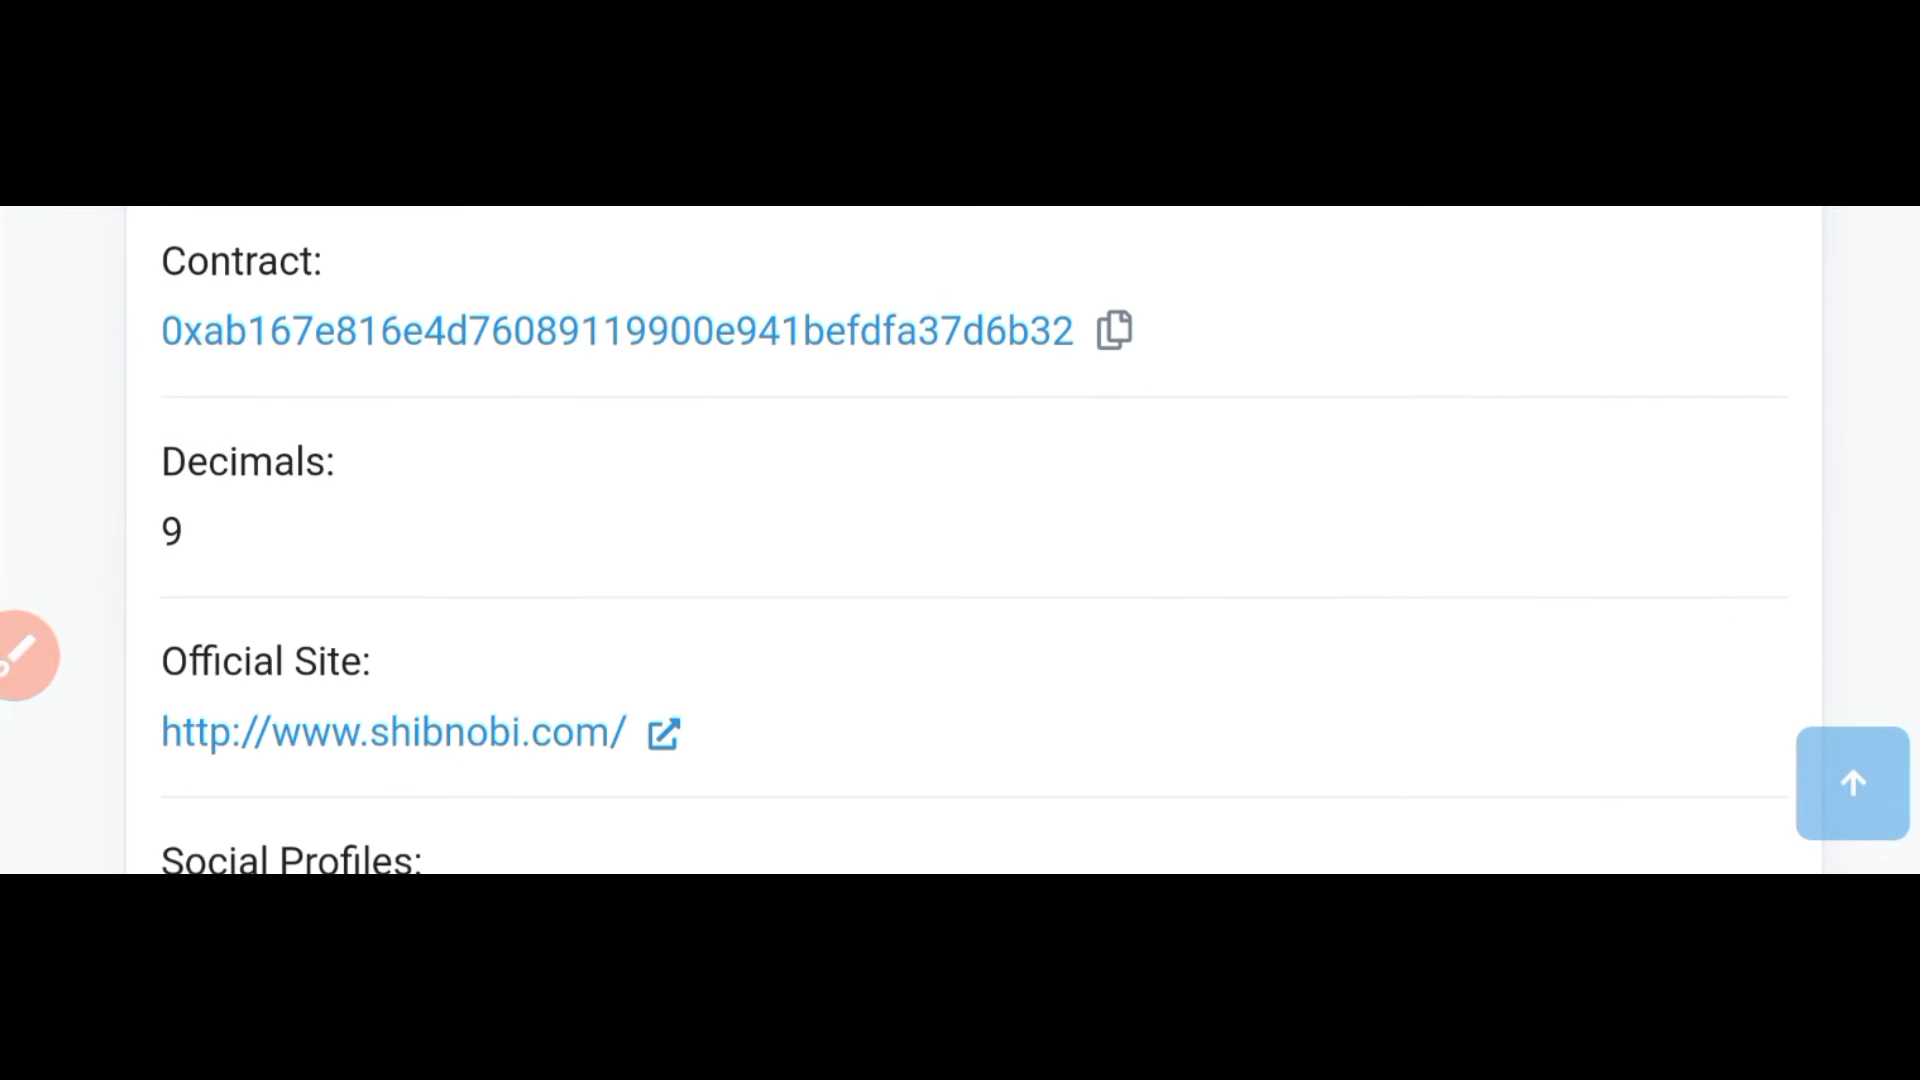 Contract:
0xab167e816e4d76089119900e941befdfa37d6b32
Decimals:
9
Official Site:
http://www.shibnobi.com/
Social Profiles: